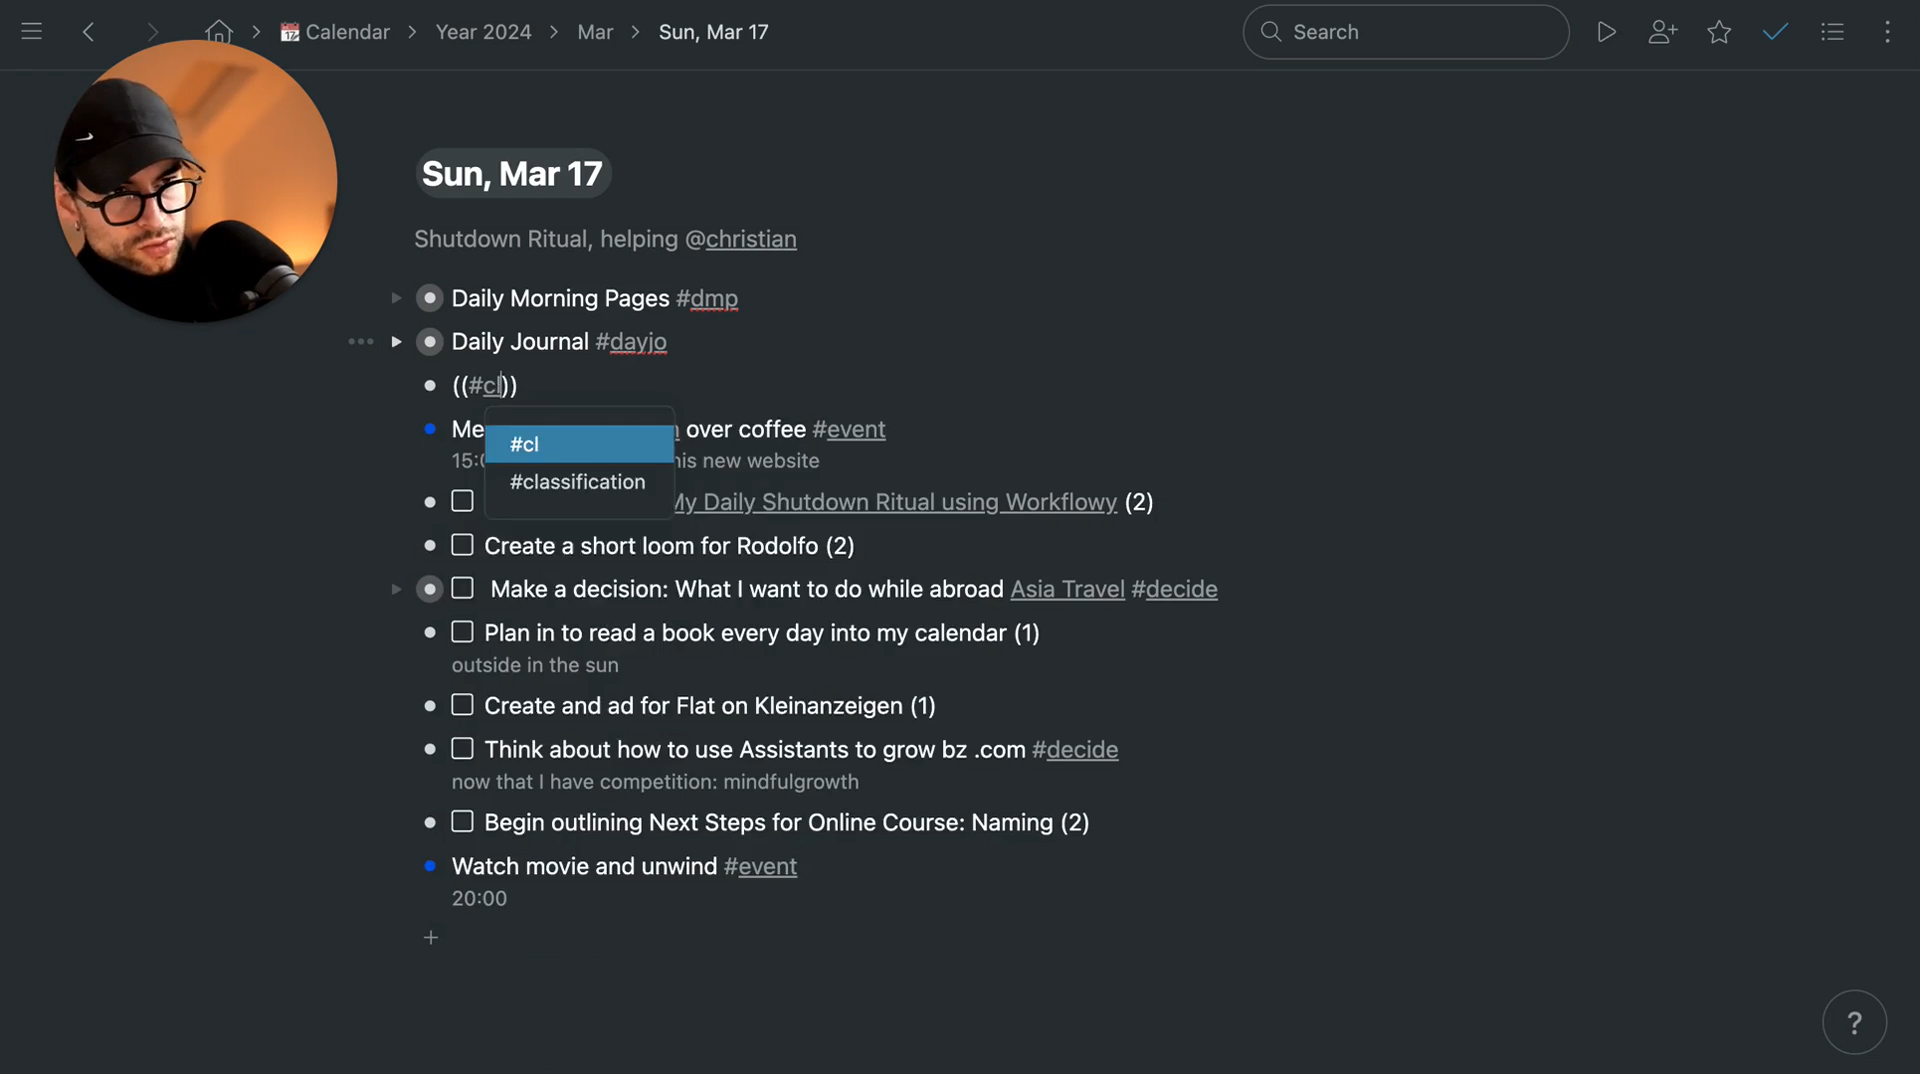 Calendar > Year 2024 > Mar > Sun, Mar 17
Search
Sun, Mar 17
Shutdown Ritual, helping @christian
Daily Morning Pages #dmp
Daily Journal #dayjo
((#cl))
Me over coffee #event
#cl
15:0 his new website
#classification
My Daily Shutdown Ritual using Workflowy (2)
Create a short loom for Rodolfo (2)
Make a decision: What I want to do while abroad Asia Travel #decide
Plan in to read a book every day into my calendar (1)
outside in the sun
Create and ad for Flat on Kleinanzeigen (1)
Think about how to use Assistants to grow bz .com #decide
now that I have competition: mindfulgrowth
Begin outlining Next Steps for Online Course: Naming (2)
Watch movie and unwind #event
20:00
+
?